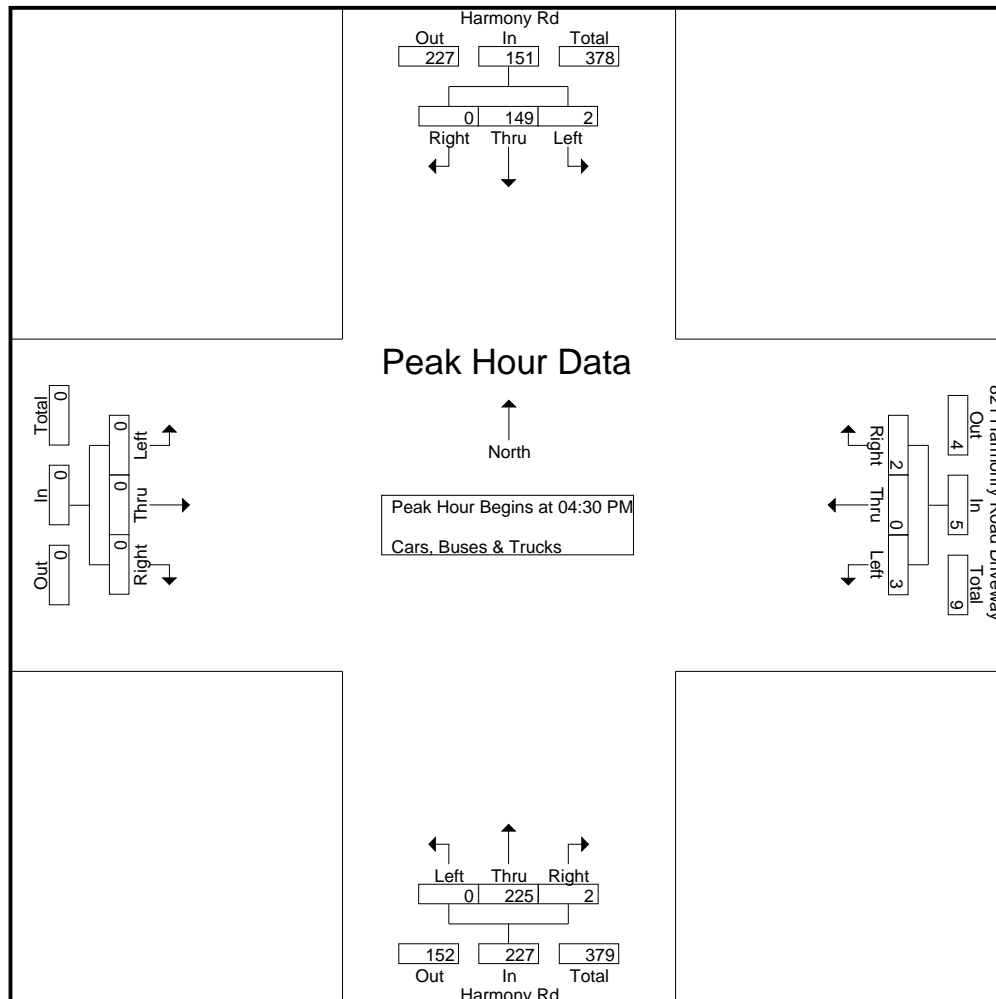 Harmony Rd
Out In Total
227 151 378
0 149 2
Right Thru Left
Peak Hour Data
North
Peak Hour Begins at 04:30 PM
Cars, Buses & Trucks
Total In Out
0 0 0
0 0 0
Left Thru Right
Right Thru Left
2 0 3
4 5 9
Out In Total
Road Driveway
Left Thru Right
0 225 2
152 227 379
Out In Total
Harmony Rd